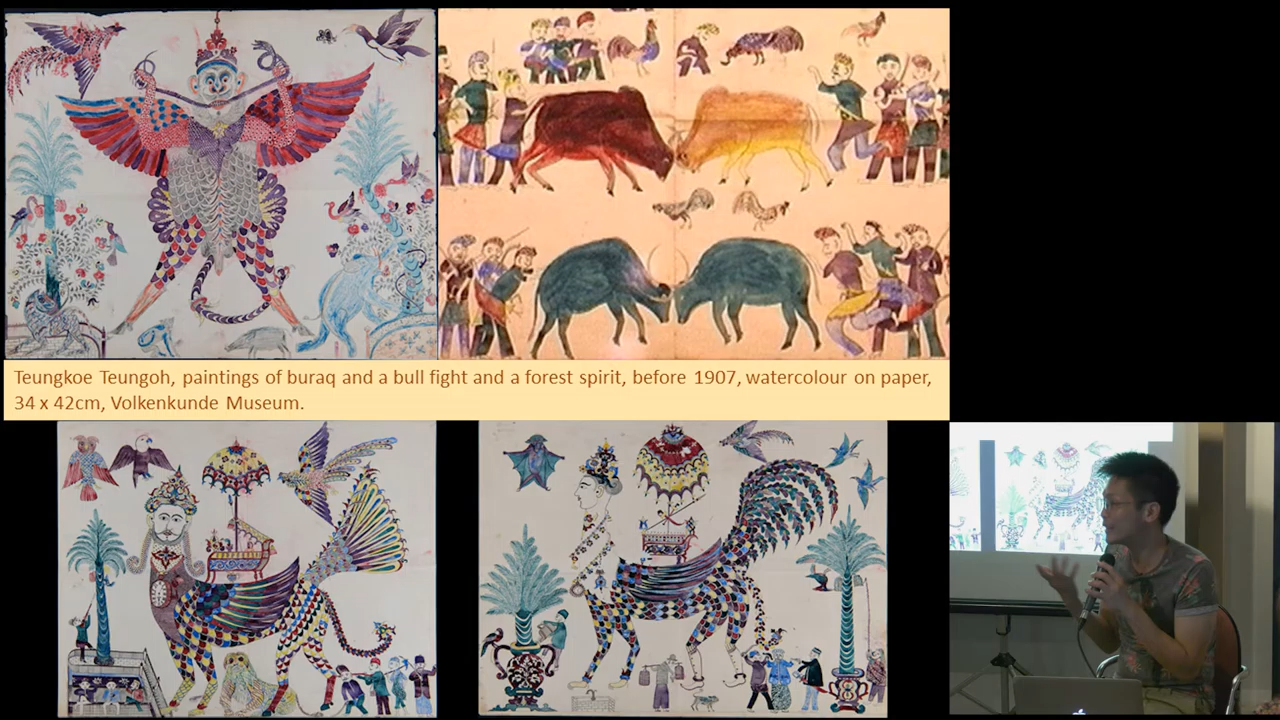 Teungkoe Teungoh, paintings of buraq and a bull fight and a forest spirit, before 1907, watercolour on paper,
34 x 42cm, Volkenkunde Museum.